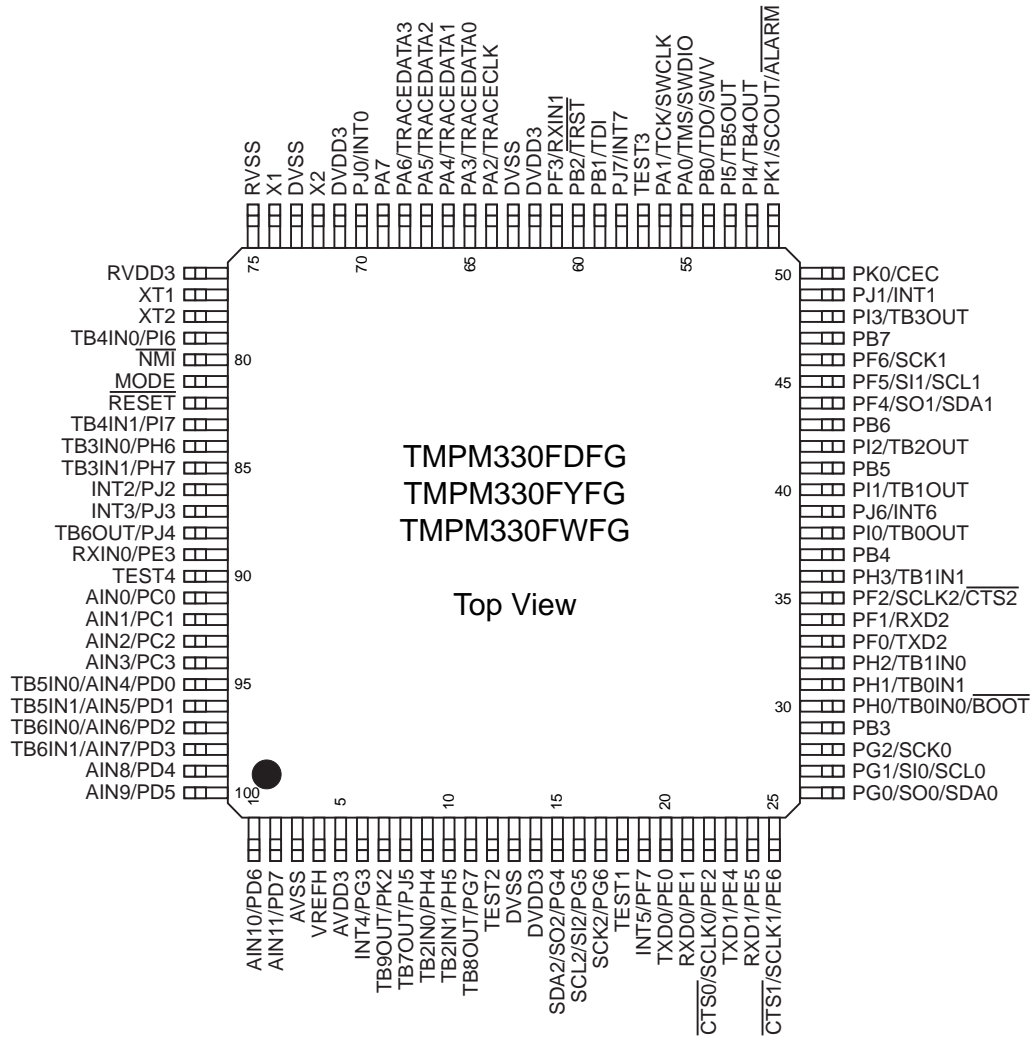 RVSS
X1
DVSS
X2
DVDD3
PJ0/INT0
PA7
PA6/TRACEDATA3
PA5/TRACEDATA2
PA4/TRACEDATA1
PA3/TRACEDATA0
PA2/TRACECLK
DVSS
DVDD3
PF3/RXIN1
PB2/TRST
PB1/TDI
PJ7/INT7
TEST3
PA1/TCK/SWCLK
PA0/TMS/SWDIO
PB0/TDO/SWV
PI5/TB5OUT
PI4/TB4OUT
PK1/SCOUT/ALARM
75
70
65
60
55
RVDD3
XT1
XT2
TB4IN0/PI6
NMI
MODE
RESET
TB4IN1/PI7
TB3IN0/PH6
TB3IN1/PH7
INT2/PJ2
INT3/PJ3
TB6OUT/PJ4
RXIN0/PE3
TEST4
AIN0/PC0
AIN1/PC1
AIN2/PC2
AIN3/PC3
TB5IN0/AIN4/PD0
TB5IN1/AIN5/PD1
TB6IN0/AIN6/PD2
TB6IN1/AIN7/PD3
AIN8/PD4
AIN9/PD5
80
85
90
95
100
TMPM330FDFG
TMPM330FYFG
TMPM330FWFG
Top View
50
45
40
35
30
PK0/CEC
PJ1/INT1
PI3/TB3OUT
PB7
PF6/SCK1
PF5/SI1/SCL1
PF4/SO1/SDA1
PB6
PI2/TB2OUT
PB5
PI1/TB1OUT
PJ6/INT6
PI0/TB0OUT
PB4
PH3/TB1IN1
PF2/SCLK2/CTS2
PF1/RXD2
PF0/TXD2
PH2/TB1IN0
PH1/TB0IN1
PH0/TB0IN0/BOOT
PB3
PG2/SCK0
PG1/SI0/SCL0
PG0/SO0/SDA0
1
5
10
15
20
25
AIN10/PD6
AIN11/PD7
AVSS
VREFH
AVDD3
INT4/PG3
TB9OUT/PK2
TB7OUT/PJ5
TB2IN0/PH4
TB2IN1/PH5
TB8OUT/PG7
TEST2
DVSS
DVDD3
SDA2/SO2/PG4
SCL2/SI2/PG5
SCK2/PG6
TEST1
INT5/PF7
TXD0/PE0
RXD0/PE1
CTS0/SCLK0/PE2
TXD1/PE4
RXD1/PE5
CTS1/SCLK1/PE6